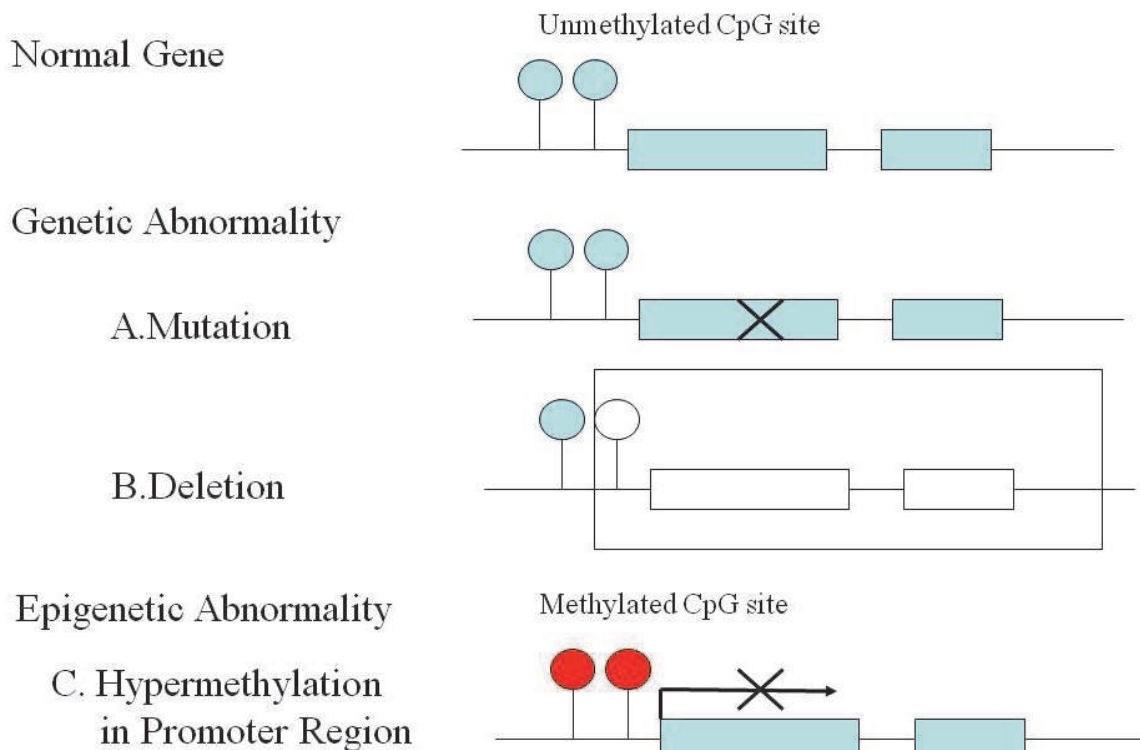 Unmethylated CpG site
Normal Gene
Genetic Abnormality
A.Mutation
B.Deletion
Epigenetic Abnormality
Methylated CpG site
C. Hypermethylation
in Promoter Region